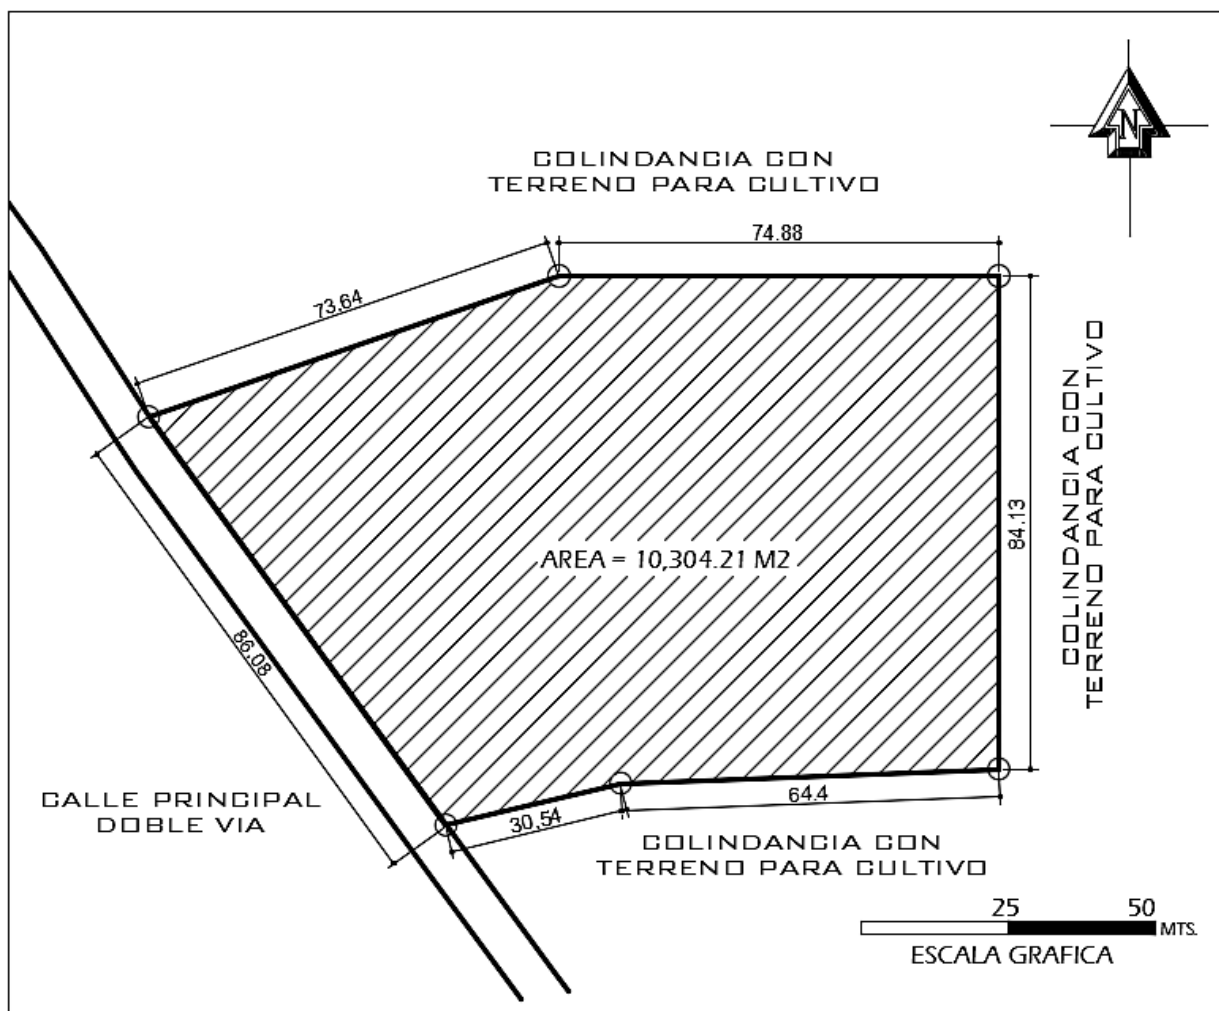 N
COLINDANCIA CON
TERRENO PARA CULTIVO
74.88
73.64
COLINDANCIA CON
TERRENO PARA CULTIVO
84.13
AREA = 10,304.21 M2
86.08
CALLE PRINCIPAL
DOBLE VIA
30.54
64.4
COLINDANCIA CON
TERRENO PARA CULTIVO
25 50
MTS.
ESCALA GRAFICA